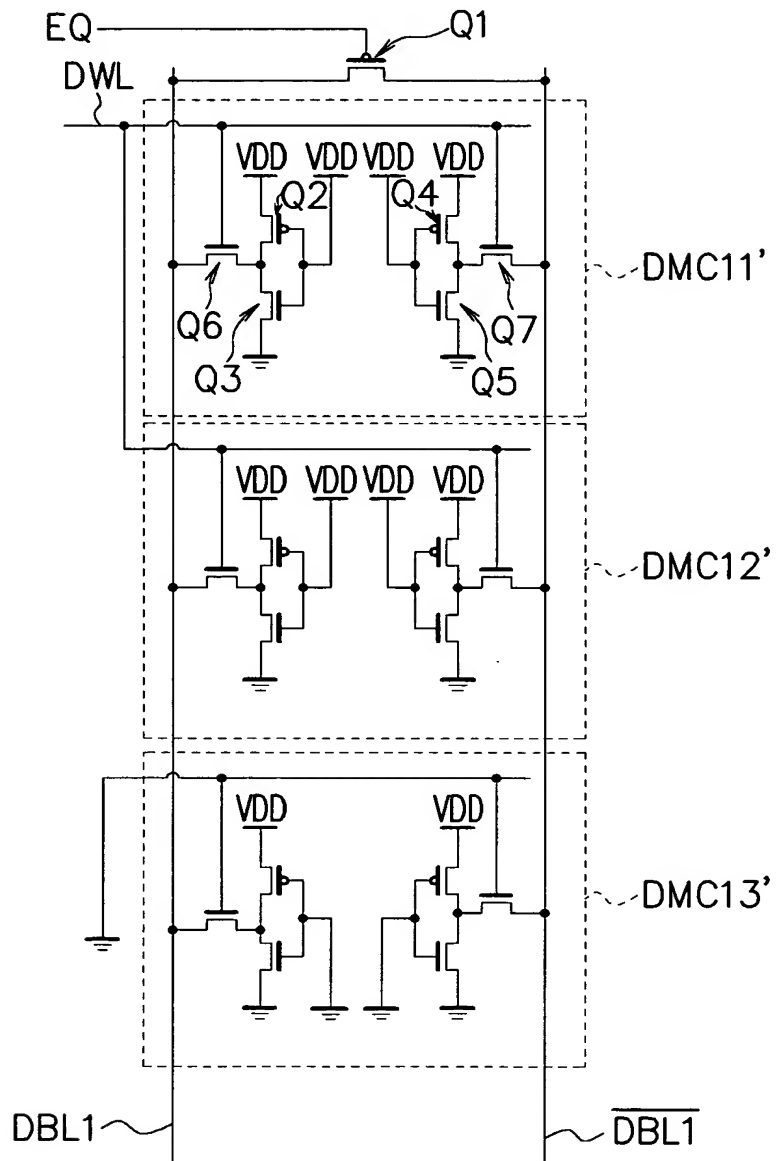 EQ
Q1
DWL
VDD VDD VDD VDD
Q2 Q4
DMC11'
Q6 Q7
Q3 Q5
VDD VDD VDD VDD
DMC12'
VDD VDD
DMC13'
DBL1 D̅B̅L̅1̅